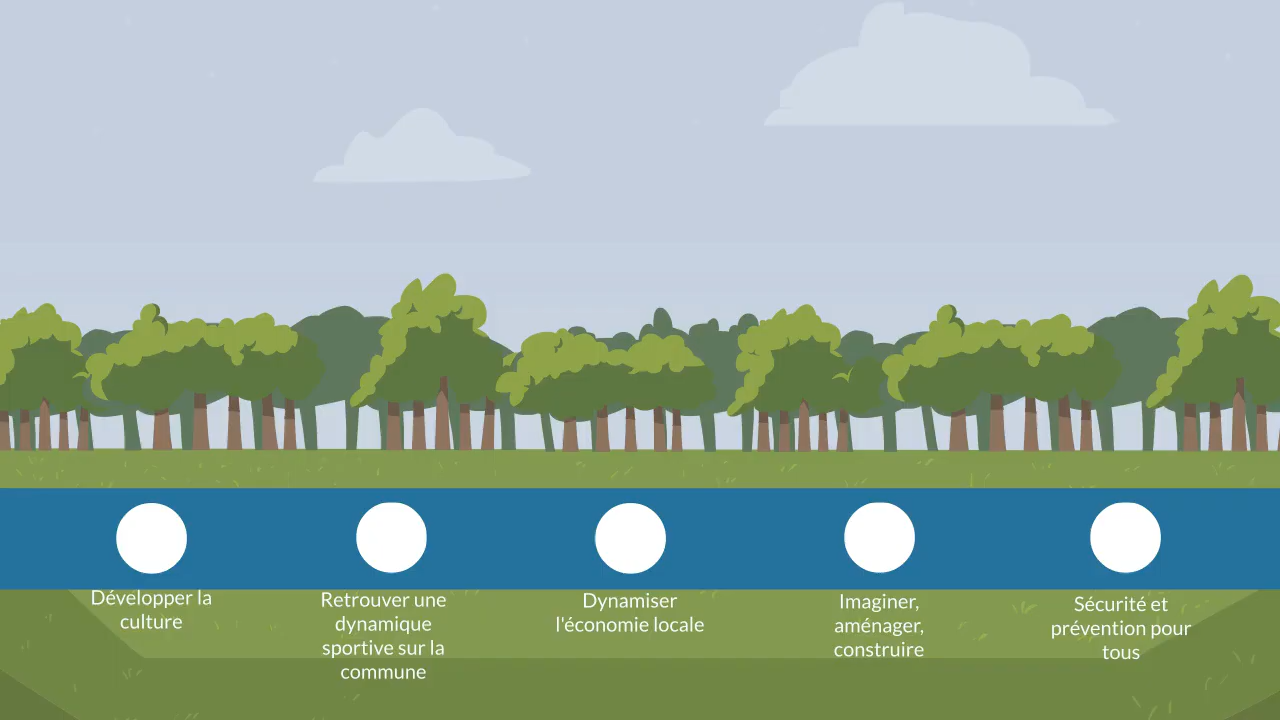 Développer la
culture
Retrouver une
dynamique
sportive sur la
commune
Dynamiser
l'économie locale
Imaginer,
aménager,
construire
Sécurité et
prévention pour
tous